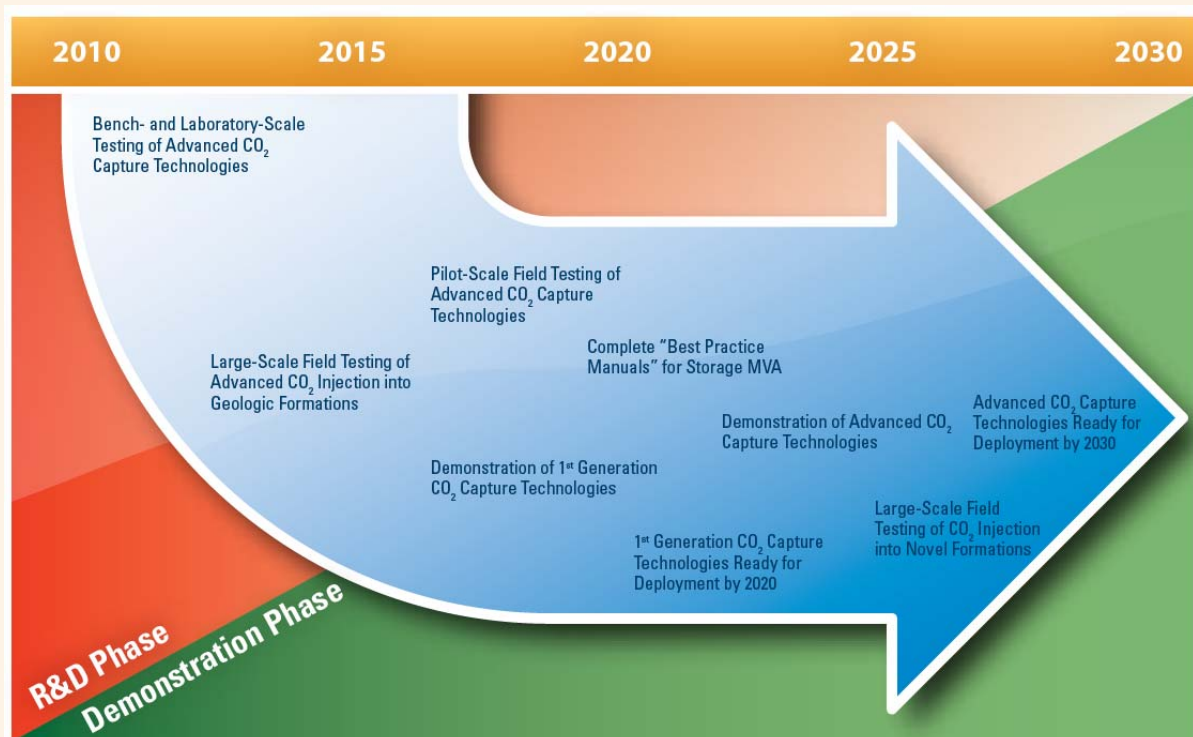 2010 2015 2020 2025 2030
Bench- and Laboratory-Scale
Testing of Advanced CO₂
Capture Technologies
Pilot-Scale Field Testing of
Advanced CO₂ Capture
Technologies
Large-Scale Field Testing of
Advanced CO₂ Injection into
Geologic Formations
Complete "Best Practice
Manuals" for Storage MVA
Demonstration of Advanced CO₂
Capture Technologies
Advanced CO₂ Capture
Technologies Ready for
Deployment by 2030
Demonstration of 1st Generation
CO₂ Capture Technologies
1st Generation CO₂ Capture
Technologies Ready for
Deployment by 2020
Large-Scale Field
Testing of CO₂ Injection
into Novel Formations
R&D Phase
Demonstration Phase